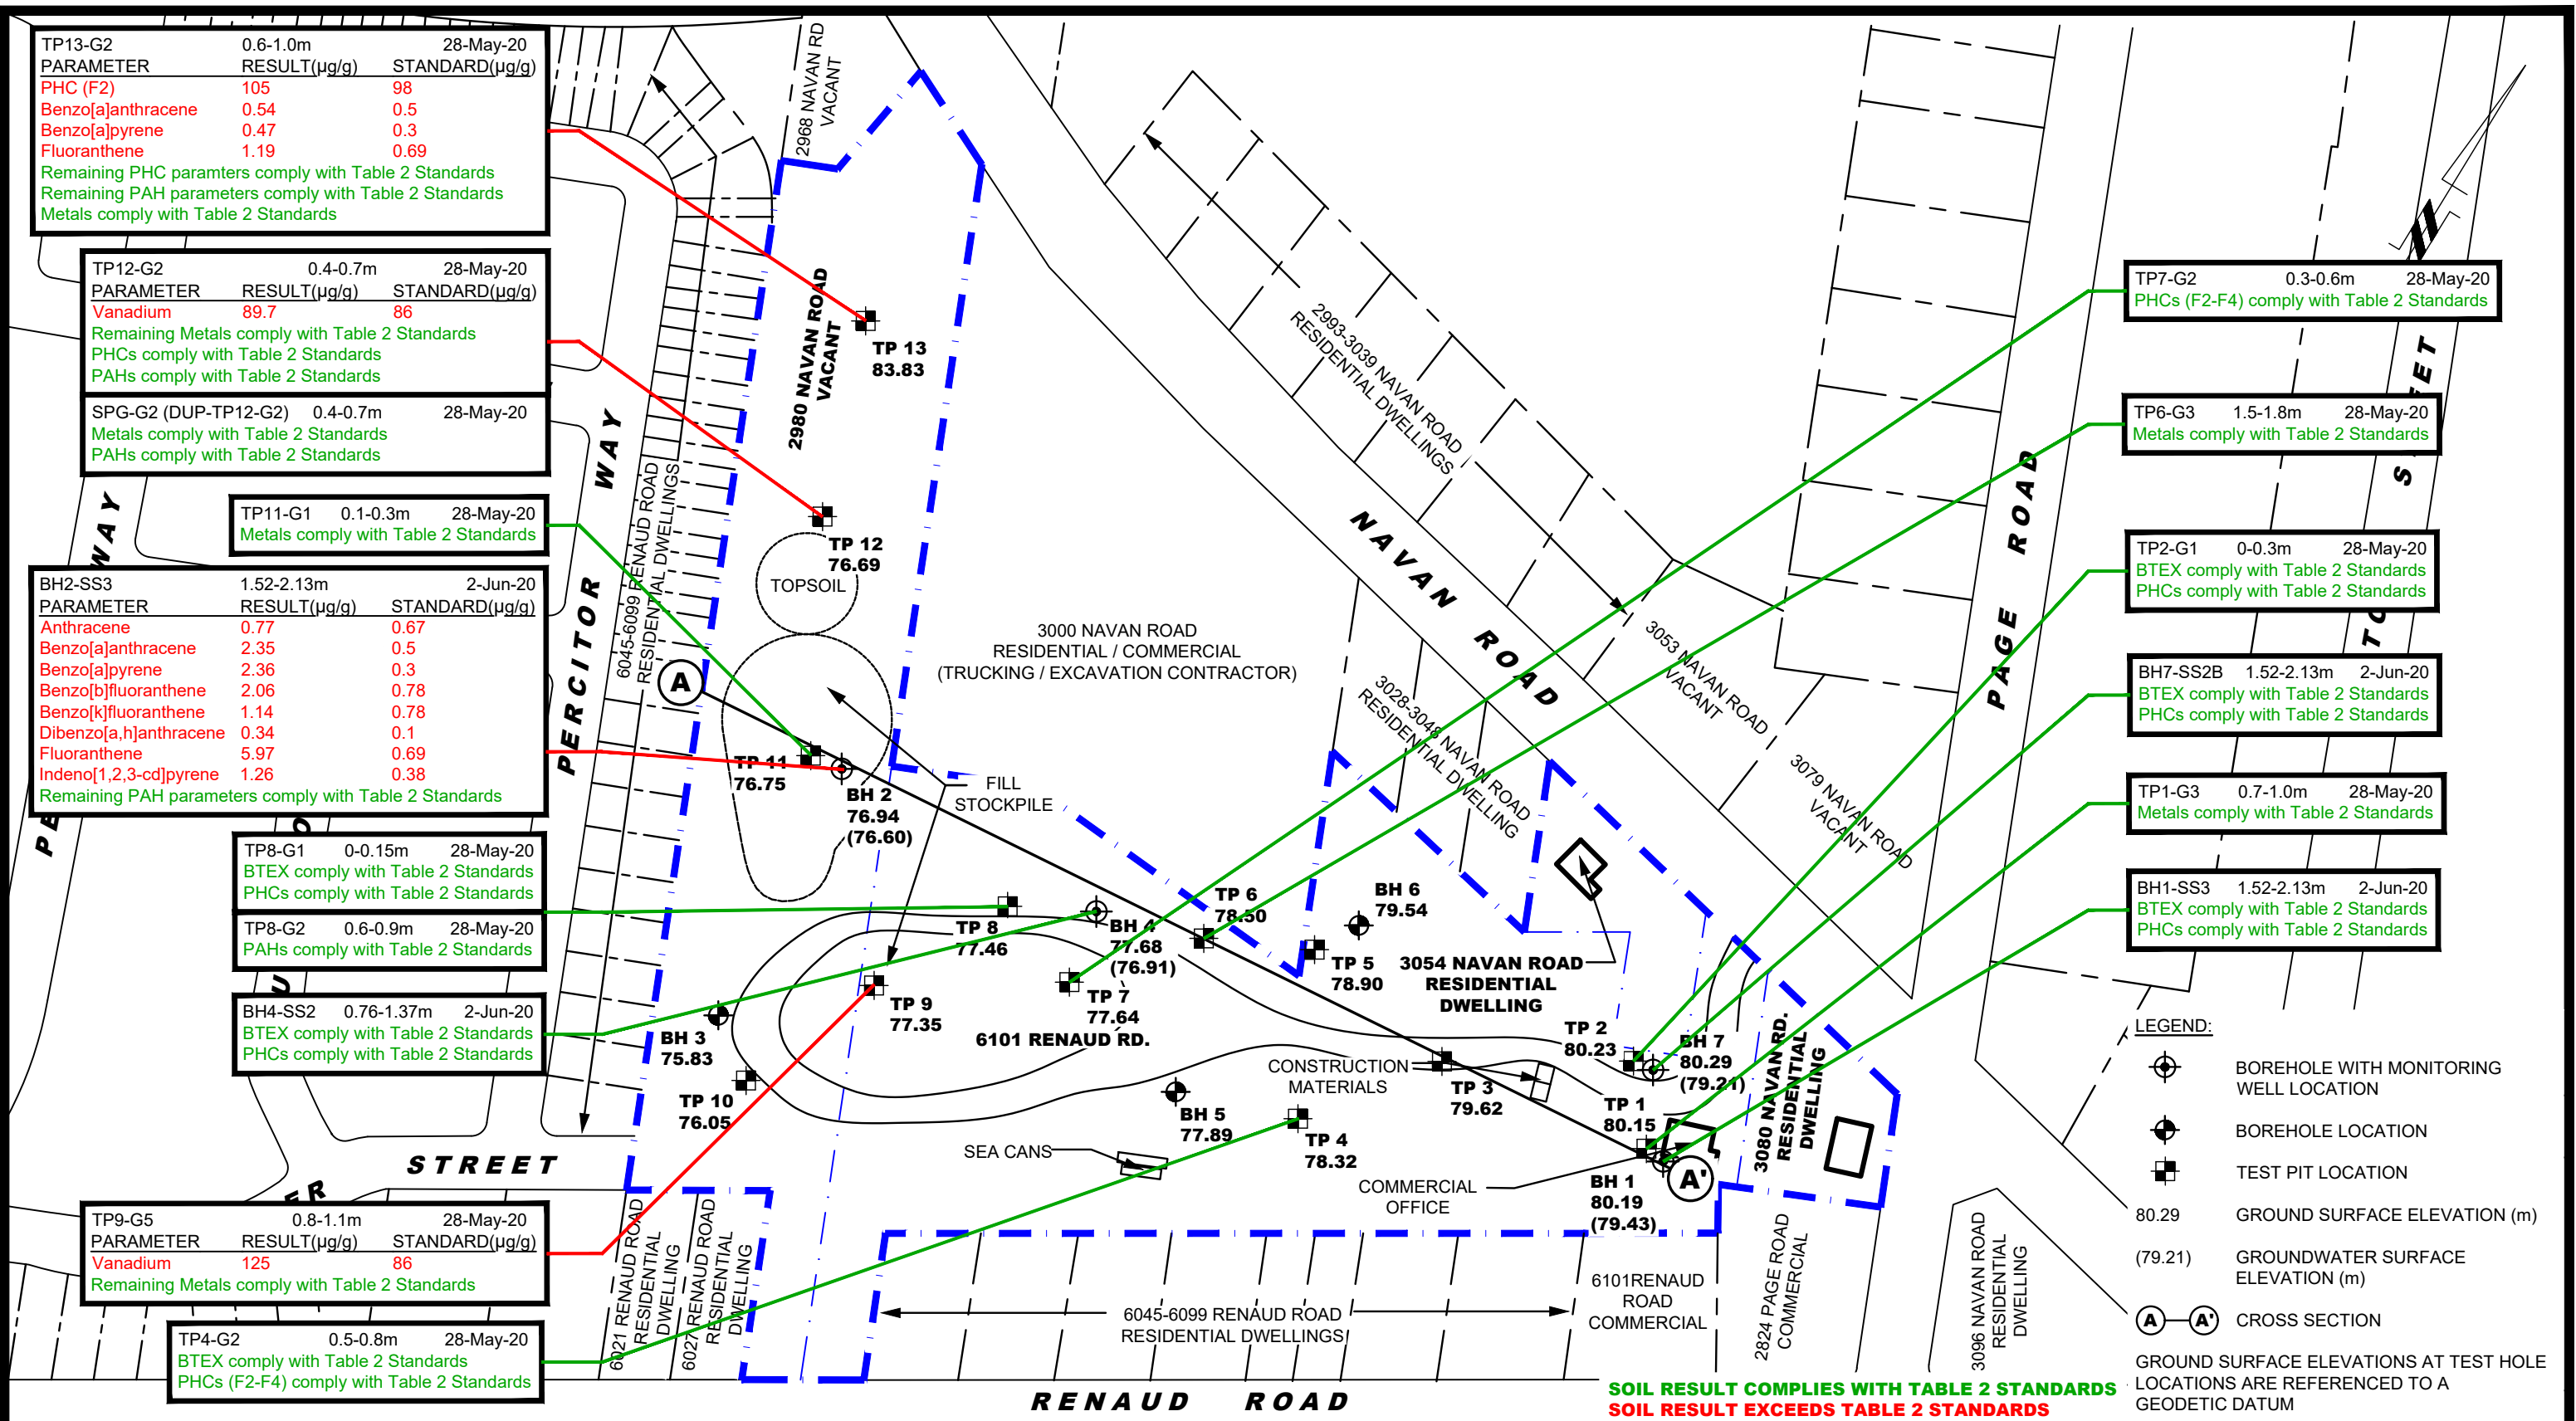 TP13-G2 0.6-1.0m 28-May-20
PARAMETER RESULT(µg/g) STANDARD(µg/g)
PHC (F2) 105 98
Benzo[a]anthracene 0.54 0.5
Benzo[a]pyrene 0.47 0.3
Fluoranthene 1.19 0.69
Remaining PHC paramters comply with Table 2 Standards
Remaining PAH parameters comply with Table 2 Standards
Metals comply with Table 2 Standards
TP12-G2 0.4-0.7m 28-May-20
PARAMETER RESULT(µg/g) STANDARD(µg/g)
Vanadium 89.7 86
Remaining Metals comply with Table 2 Standards
PHCs comply with Table 2 Standards
PAHs comply with Table 2 Standards
SPG-G2 (DUP-TP12-G2) 0.4-0.7m 28-May-20
Metals comply with Table 2 Standards
PAHs comply with Table 2 Standards
TP11-G1 0.1-0.3m 28-May-20
Metals comply with Table 2 Standards
BH2-SS3 1.52-2.13m 2-Jun-20
PARAMETER RESULT(µg/g) STANDARD(µg/g)
Anthracene 0.77 0.67
Benzo[a]anthracene 2.35 0.5
Benzo[a]pyrene 2.36 0.3
Benzo[b]fluoranthene 2.06 0.78
Benzo[k]fluoranthene 1.14 0.78
Dibenzo[a,h]anthracene 0.34 0.1
Fluoranthene 5.97 0.69
Indeno[1,2,3-cd]pyrene 1.26 0.38
Remaining PAH parameters comply with Table 2 Standards
TP8-G1 0-0.15m 28-May-20
BTEX comply with Table 2 Standards
PHCs comply with Table 2 Standards
TP8-G2 0.6-0.9m 28-May-20
PAHs comply with Table 2 Standards
BH4-SS2 0.76-1.37m 2-Jun-20
BTEX comply with Table 2 Standards
PHCs comply with Table 2 Standards
TP9-G5 0.8-1.1m 28-May-20
PARAMETER RESULT(µg/g) STANDARD(µg/g)
Vanadium 125 86
Remaining Metals comply with Table 2 Standards
TP4-G2 0.5-0.8m 28-May-20
BTEX comply with Table 2 Standards
PHCs (F2-F4) comply with Table 2 Standards
WAY
PERCITOR WAY
STREET
2968 NAVAN RD
VACANT
2980 NAVAN ROAD
VACANT
6045-6099 RENAUD ROAD
RESIDENTIAL DWELLINGS
TP 13
83.83
TP 12
76.69
TOPSOIL
A
TP 11
76.75
BH 2
76.94
(76.60)
FILL
STOCKPILE
3000 NAVAN ROAD
RESIDENTIAL / COMMERCIAL
(TRUCKING / EXCAVATION CONTRACTOR)
2993-3039 NAVAN ROAD
RESIDENTIAL DWELLINGS
NAVAN ROAD
3053 NAVAN ROAD
VACANT
3028-3048 NAVAN ROAD
RESIDENTIAL DWELLING
3079 NAVAN ROAD
VACANT
PAGE ROAD
TP 8
77.46
BH 4
77.68
(76.91)
TP 6
78.50
BH 6
79.54
TP 5
78.90
3054 NAVAN ROAD
RESIDENTIAL
DWELLING
TP 9
77.35
TP 7
77.64
6101 RENAUD RD.
BH 3
75.83
TP 10
76.05
BH 5
77.89
TP 4
78.32
SEA CANS
CONSTRUCTION
MATERIALS
TP 3
79.62
TP 2
80.23
BH 7
80.29
(79.21)
TP 1
80.15
BH 1
80.19
(79.43)
A'
COMMERCIAL
OFFICE
3080 NAVAN RD.
RESIDENTIAL
DWELLING
6021 RENAUD ROAD
RESIDENTIAL
DWELLING
6027 RENAUD ROAD
RESIDENTIAL
DWELLING
6045-6099 RENAUD ROAD
RESIDENTIAL DWELLINGS
6101RENAUD
ROAD
COMMERCIAL
2824 PAGE ROAD
COMMERCIAL
3096 NAVAN ROAD
RESIDENTIAL
DWELLING
RENAUD ROAD
TP7-G2 0.3-0.6m 28-May-20
PHCs (F2-F4) comply with Table 2 Standards
TP6-G3 1.5-1.8m 28-May-20
Metals comply with Table 2 Standards
TP2-G1 0-0.3m 28-May-20
BTEX comply with Table 2 Standards
PHCs comply with Table 2 Standards
BH7-SS2B 1.52-2.13m 2-Jun-20
BTEX comply with Table 2 Standards
PHCs comply with Table 2 Standards
TP1-G3 0.7-1.0m 28-May-20
Metals comply with Table 2 Standards
BH1-SS3 1.52-2.13m 2-Jun-20
BTEX comply with Table 2 Standards
PHCs comply with Table 2 Standards
LEGEND:
BOREHOLE WITH MONITORING
WELL LOCATION
BOREHOLE LOCATION
TEST PIT LOCATION
80.29 GROUND SURFACE ELEVATION (m)
(79.21) GROUNDWATER SURFACE
ELEVATION (m)
A A' CROSS SECTION
GROUND SURFACE ELEVATIONS AT TEST HOLE
LOCATIONS ARE REFERENCED TO A
GEODETIC DATUM
SOIL RESULT COMPLIES WITH TABLE 2 STANDARDS
SOIL RESULT EXCEEDS TABLE 2 STANDARDS